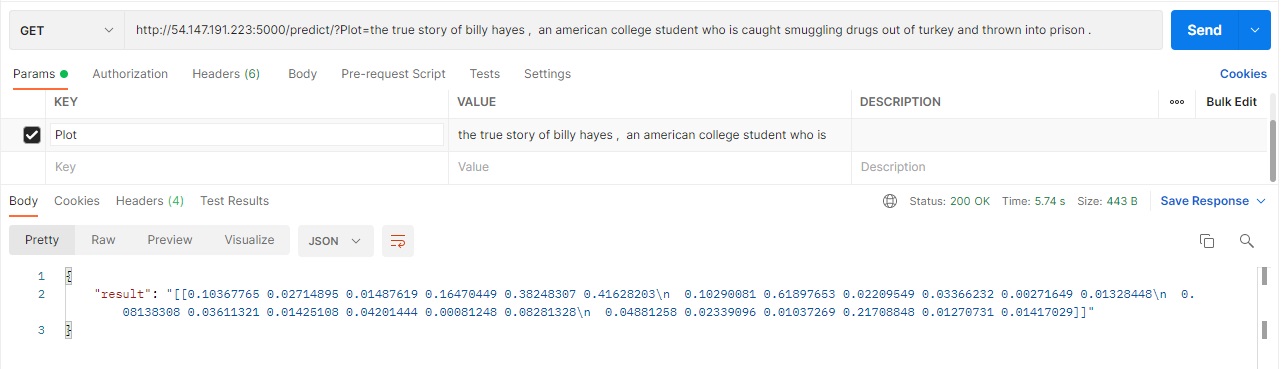 GET http://54.147.191.223:5000/predict/?Plot=the true story of billy hayes ,  an american college student who is caught smuggling drugs out of turkey and thrown into prison . Send
Params Authorization Headers (6) Body Pre-request Script Tests Settings Cookies
KEY VALUE DESCRIPTION ooo Bulk Edit
Plot the true story of billy hayes ,  an american college student who is
Key Value Description
Body Cookies Headers (4) Test Results Status: 200 OK Time: 5.74 s Size: 443 B Save Response
Pretty Raw Preview Visualize JSON
1 {
2 "result": "[[0.10367765 0.02714895 0.01487619 0.16470449 0.38248307 0.41628203\n  0.10290081 0.61897653 0.02209549 0.03366232 0.00271649 0.01328448\n  0.
08138308 0.03611321 0.01425108 0.04201444 0.00081248 0.08281328\n  0.04881258 0.02339096 0.01037269 0.21708848 0.01270731 0.01417029]]"
3 }